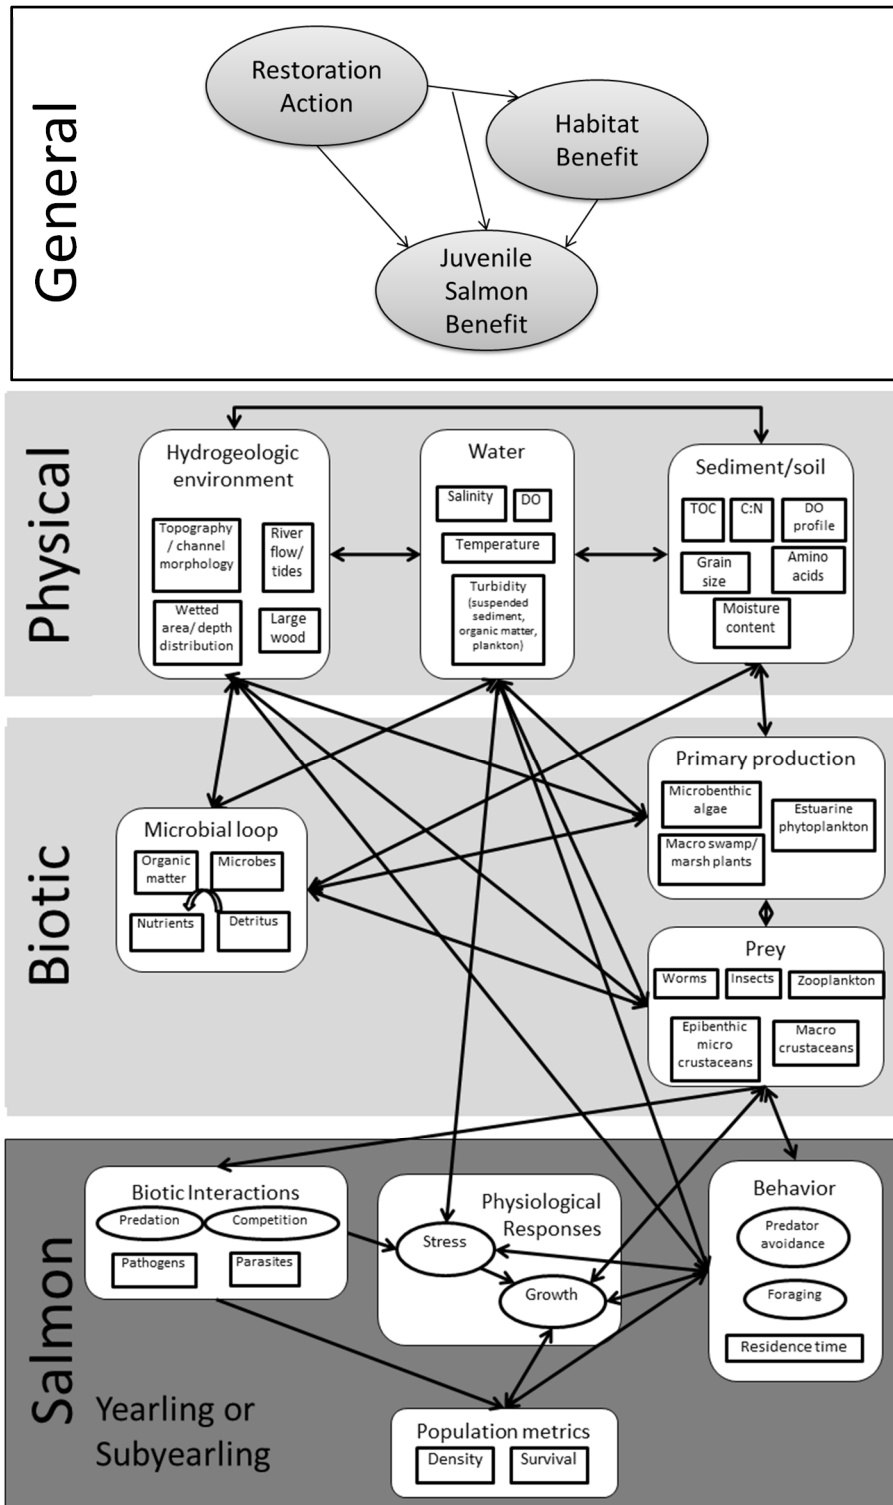 General
Restoration
Action
Habitat
Benefit
Juvenile
Salmon
Benefit
Physical
Hydrogeologic
environment
Topography
/ channel
morphology
River
flow/
tides
Wetted
area/ depth
distribution
Large
wood
Water
Salinity
DO
Temperature
Turbidity
(suspended
sediment,
organic matter,
plankton)
Sediment/soil
TOC
C:N
DO
profile
Grain
size
Amino
acids
Moisture
content
Biotic
Microbial loop
Organic
matter
Microbes
Nutrients
Detritus
Primary production
Microbenthic
algae
Estuarine
phytoplankton
Macro swamp/
marsh plants
Prey
Worms
Insects
Zooplankton
Epibenthic
micro
crustaceans
Macro
crustaceans
Salmon
Yearling or
Subyearling
Biotic Interactions
Predation
Competition
Pathogens
Parasites
Physiological
Responses
Stress
Growth
Behavior
Predator
avoidance
Foraging
Residence time
Population metrics
Density
Survival